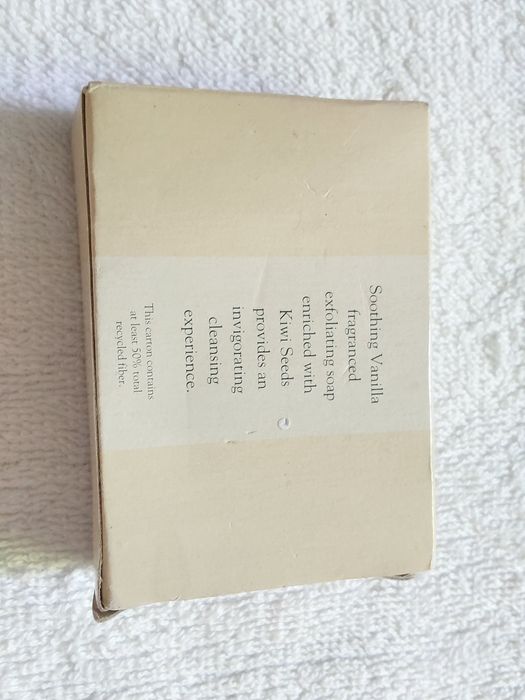 Soothing Vanilla
fragranced
exfoliating soap
enriched with
Kiwi Seeds
provides an
invigorating
cleansing
experience.
This carton contains
at least 50% total
recycled fiber.